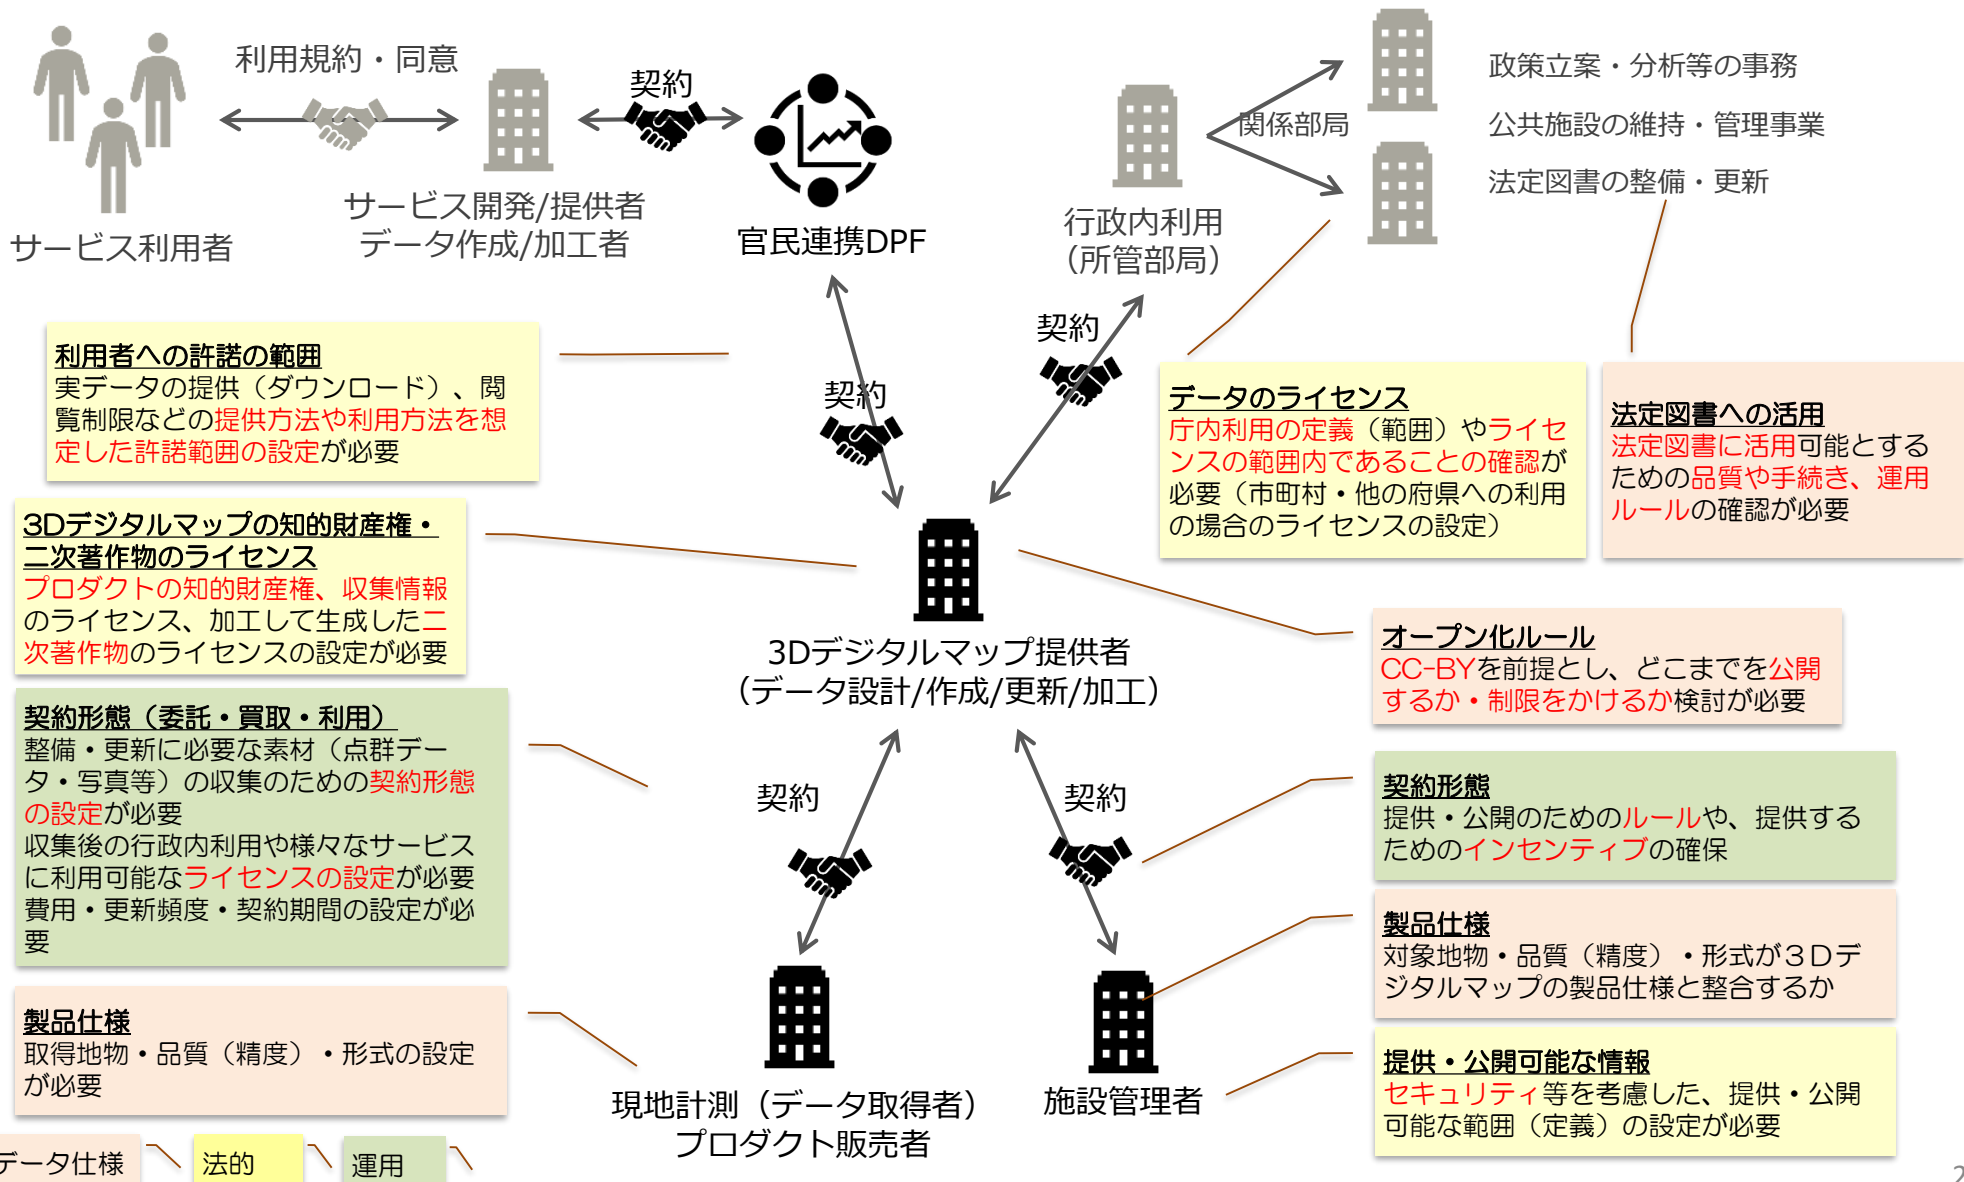 利用規約・同意
契約
サービス利用者
サービス開発/提供者
データ作成/加工者
官民連携DPF
行政内利用
（所管部局）
関係部局
政策立案・分析等の事務
公共施設の維持・管理事業
法定図書の整備・更新
契約
契約
利用者への許諾の範囲
実データの提供（ダウンロード）、閲
覧制限などの提供方法や利用方法を想
定した許諾範囲の設定が必要
データのライセンス
庁内利用の定義（範囲）やライセ
ンスの範囲内であることの確認が
必要（市町村・他の府県への利用
の場合のライセンスの設定）
法定図書への活用
法定図書に活用可能とする
ための品質や手続き、運用
ルールの確認が必要
3Dデジタルマップの知的財産権・
二次著作物のライセンス
プロダクトの知的財産権、収集情報
のライセンス、加工して生成した二
次著作物のライセンスの設定が必要
3Dデジタルマップ提供者
（データ設計/作成/更新/加工）
オープン化ルール
CC-BYを前提とし、どこまでを公開
するか・制限をかけるか検討が必要
契約形態（委託・買取・利用）
整備・更新に必要な素材（点群デー
タ・写真等）の収集のための契約形態
の設定が必要
収集後の行政内利用や様々なサービス
に利用可能なライセンスの設定が必要
費用・更新頻度・契約期間の設定が必
要
契約
契約
契約形態
提供・公開のためのルールや、提供する
ためのインセンティブの確保
製品仕様
対象地物・品質（精度）・形式が３Ｄデ
ジタルマップの製品仕様と整合するか
製品仕様
取得地物・品質（精度）・形式の設定
が必要
現地計測（データ取得者）
プロダクト販売者
施設管理者
提供・公開可能な情報
セキュリティ等を考慮した、提供・公開
可能な範囲（定義）の設定が必要
データ仕様
法的
運用
2